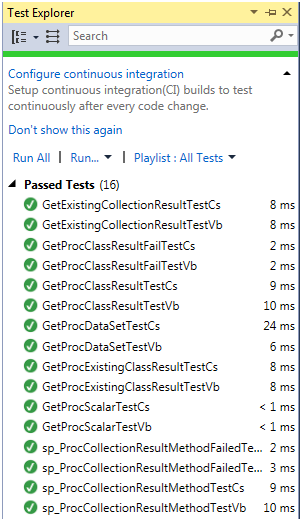 Test Explorer
Search
Configure continuous integration
Setup continuous integration(CI) builds to test
continuously after every code change.
Don't show this again
Run All | Run... | Playlist : All Tests
Passed Tests (16)
GetExistingCollectionResultTestCs 8 ms
GetExistingCollectionResultTestVb 8 ms
GetProcClassResultFailTestCs 2 ms
GetProcClassResultFailTestVb 2 ms
GetProcClassResultTestCs 9 ms
GetProcClassResultTestVb 10 ms
GetProcDataSetTestCs 24 ms
GetProcDataSetTestVb 6 ms
GetProcExistingClassResultTestCs 8 ms
GetProcExistingClassResultTestVb 8 ms
GetProcScalarTestCs < 1 ms
GetProcScalarTestVb < 1 ms
sp_ProcCollectionResultMethodFailedTe... 2 ms
sp_ProcCollectionResultMethodFailedTe... 3 ms
sp_ProcCollectionResultMethodTestCs 9 ms
sp_ProcCollectionResultMethodTestVb 10 ms